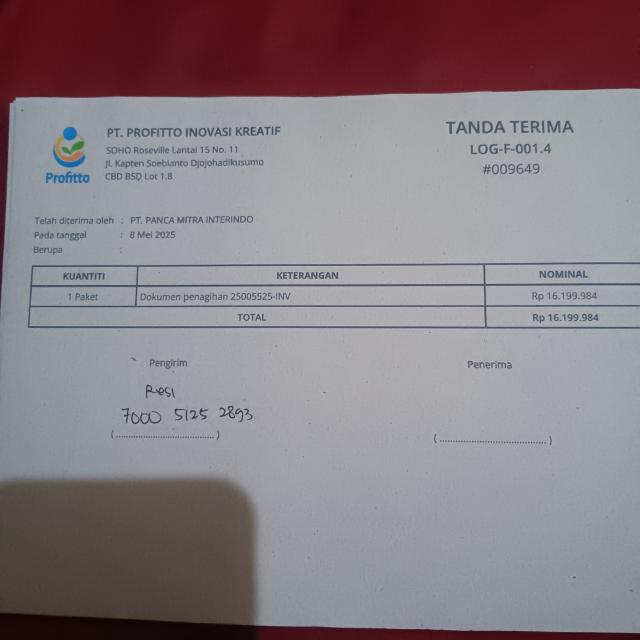 PT. PROFITTO INOVASI KREATIF
SOHO Roseville Lantai 15 No. 11
Jl. Kapten Soebianto Djojohadikusumo
CBD BSD Lot 1.8
Profitto
TANDA TERIMA
LOG-F-001.4
#009649
Telah diterima oleh : PT. PANCA MITRA INTERINDO
Pada tanggal : 8 Mei 2025
Berupa :
KUANTITI KETERANGAN NOMINAL
1 Paket Dokumen penagihan 25005525-INV Rp 16.199.984
TOTAL Rp 16.199.984
Pengirim Penerima
Resi
7000 5125 2893
(.................................) (....................................)